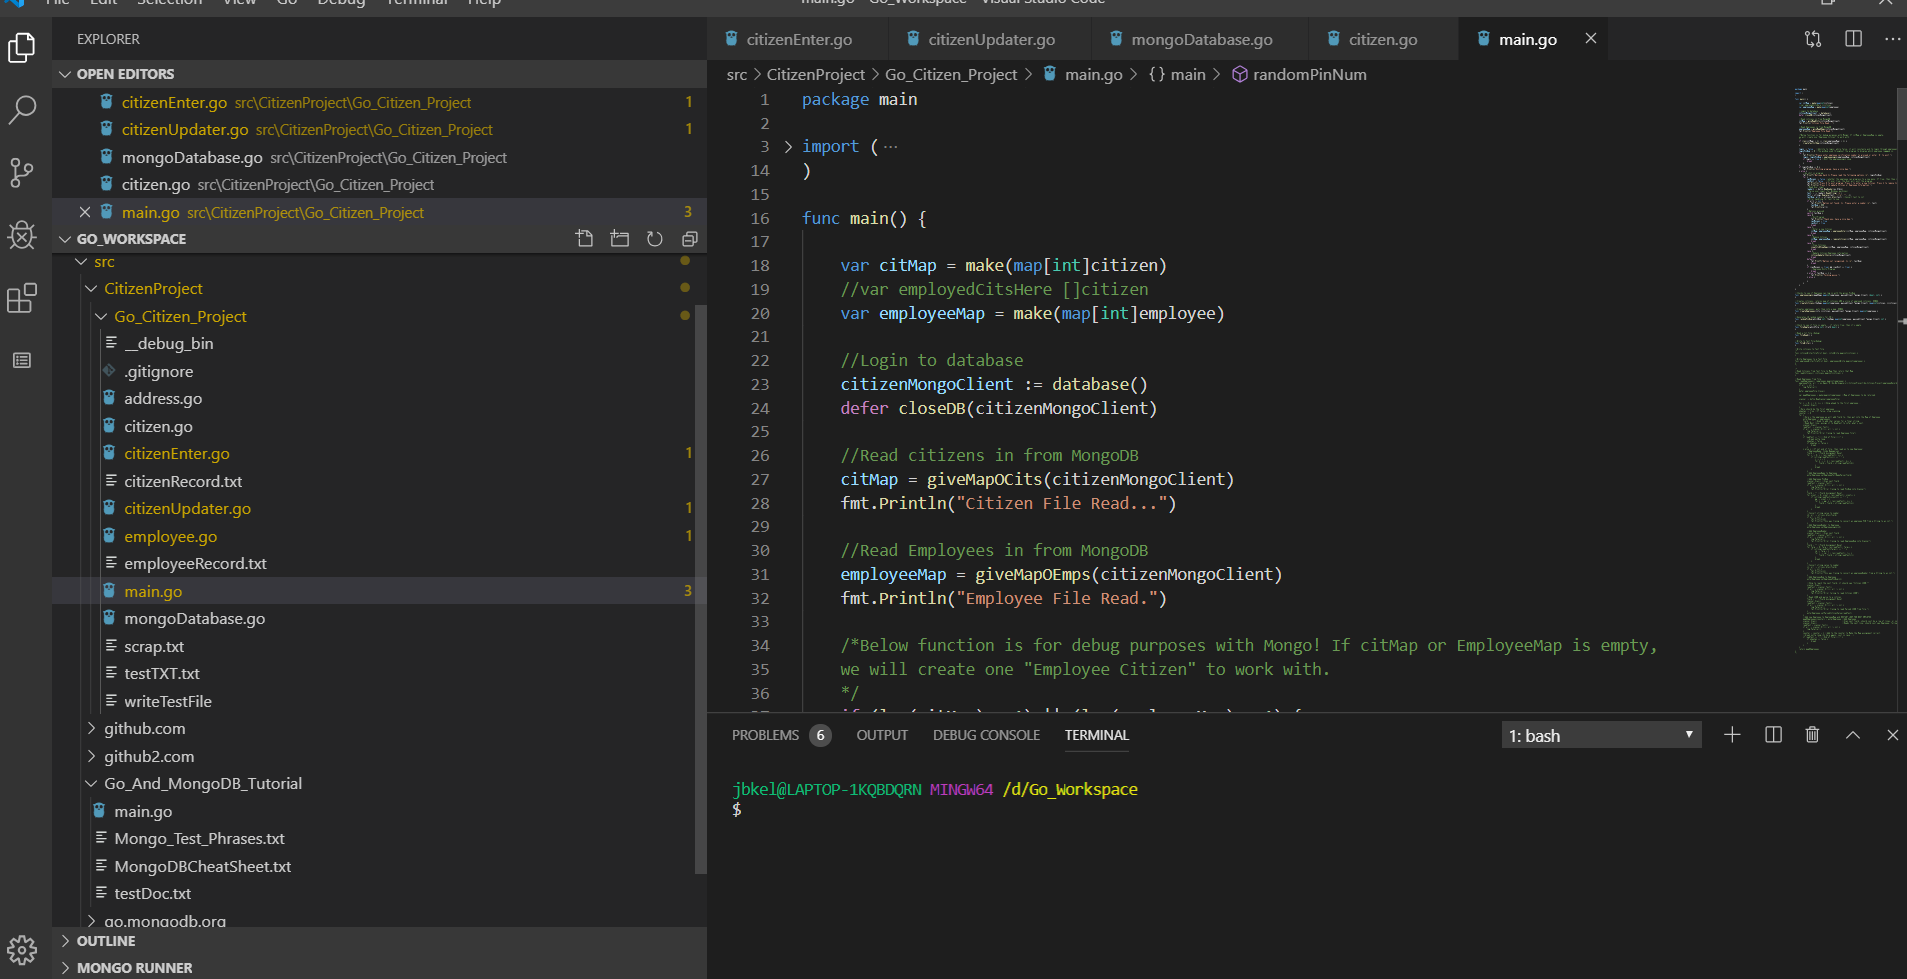 File Edit Selection View Go Debug Terminal Help
main.go - Go_Workspace - Visual Studio Code
EXPLORER
OPEN EDITORS
citizenEnter.go src\CitizenProject\Go_Citizen_Project 1
citizenUpdater.go src\CitizenProject\Go_Citizen_Project 1
mongoDatabase.go src\CitizenProject\Go_Citizen_Project
citizen.go src\CitizenProject\Go_Citizen_Project
main.go src\CitizenProject\Go_Citizen_Project 3
GO_WORKSPACE
src
CitizenProject
Go_Citizen_Project
__debug_bin
.gitignore
address.go
citizen.go
citizenEnter.go 1
citizenRecord.txt
citizenUpdater.go 1
employee.go 1
employeeRecord.txt
main.go 3
mongoDatabase.go
scrap.txt
testTXT.txt
writeTestFile
github.com
github2.com
Go_And_MongoDB_Tutorial
main.go
Mongo_Test_Phrases.txt
MongoDBCheatSheet.txt
testDoc.txt
go.mongodb.org
OUTLINE
MONGO RUNNER
citizenEnter.go citizenUpdater.go mongoDatabase.go citizen.go main.go
src > CitizenProject > Go_Citizen_Project > main.go > {} main > randomPinNum
1 package main
2
3 import (...
14 )
15
16 func main() {
17
18 var citMap = make(map[int]citizen)
19 //var employedCitsHere []citizen
20 var employeeMap = make(map[int]employee)
21
22 //Login to database
23 citizenMongoClient := database()
24 defer closeDB(citizenMongoClient)
25
26 //Read citizens in from MongoDB
27 citMap = giveMapOCits(citizenMongoClient)
28 fmt.Println("Citizen File Read...")
29
30 //Read Employees in from MongoDB
31 employeeMap = giveMapOEmps(citizenMongoClient)
32 fmt.Println("Employee File Read.")
33
34 /*Below function is for debug purposes with Mongo! If citMap or EmployeeMap is empty,
35 we will create one "Employee Citizen" to work with.
36 */
PROBLEMS 6 OUTPUT DEBUG CONSOLE TERMINAL 1: bash
jbkel@LAPTOP-1KQBDQRN MINGW64 /d/Go_Workspace
$